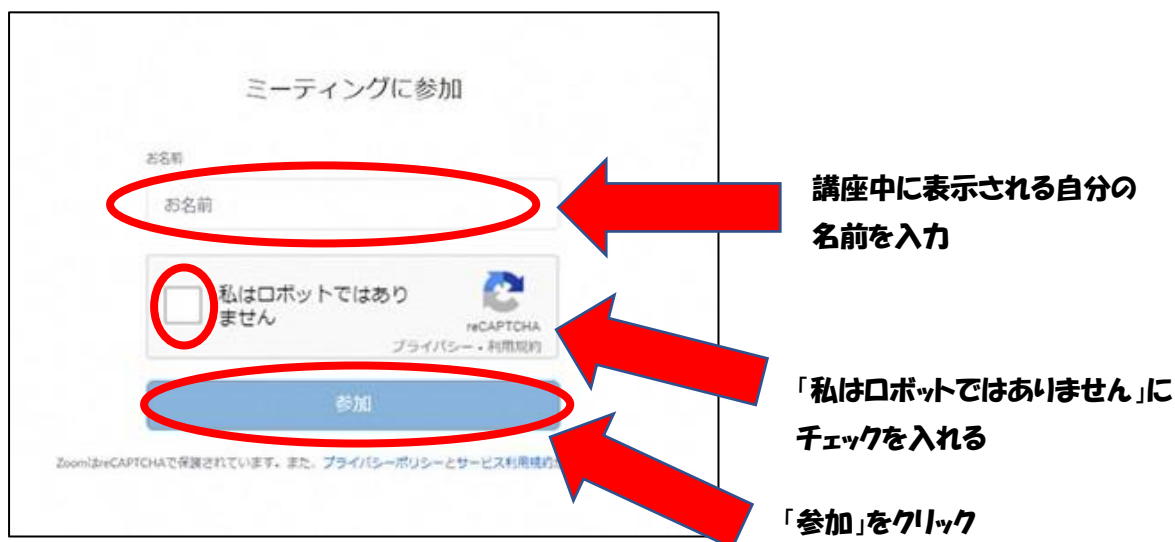 ミーティングに参加
お名前
お名前
講座中に表示される自分の
名前を入力
私はロボットではあり
ません
reCAPTCHA
プライバシー・利用規約
「私はロボットではありません」に
チェックを入れる
参加
ZoomはreCAPTCHAで保護されています。また、プライバシーポリシーとサービス利用規約
「参加」をクリック